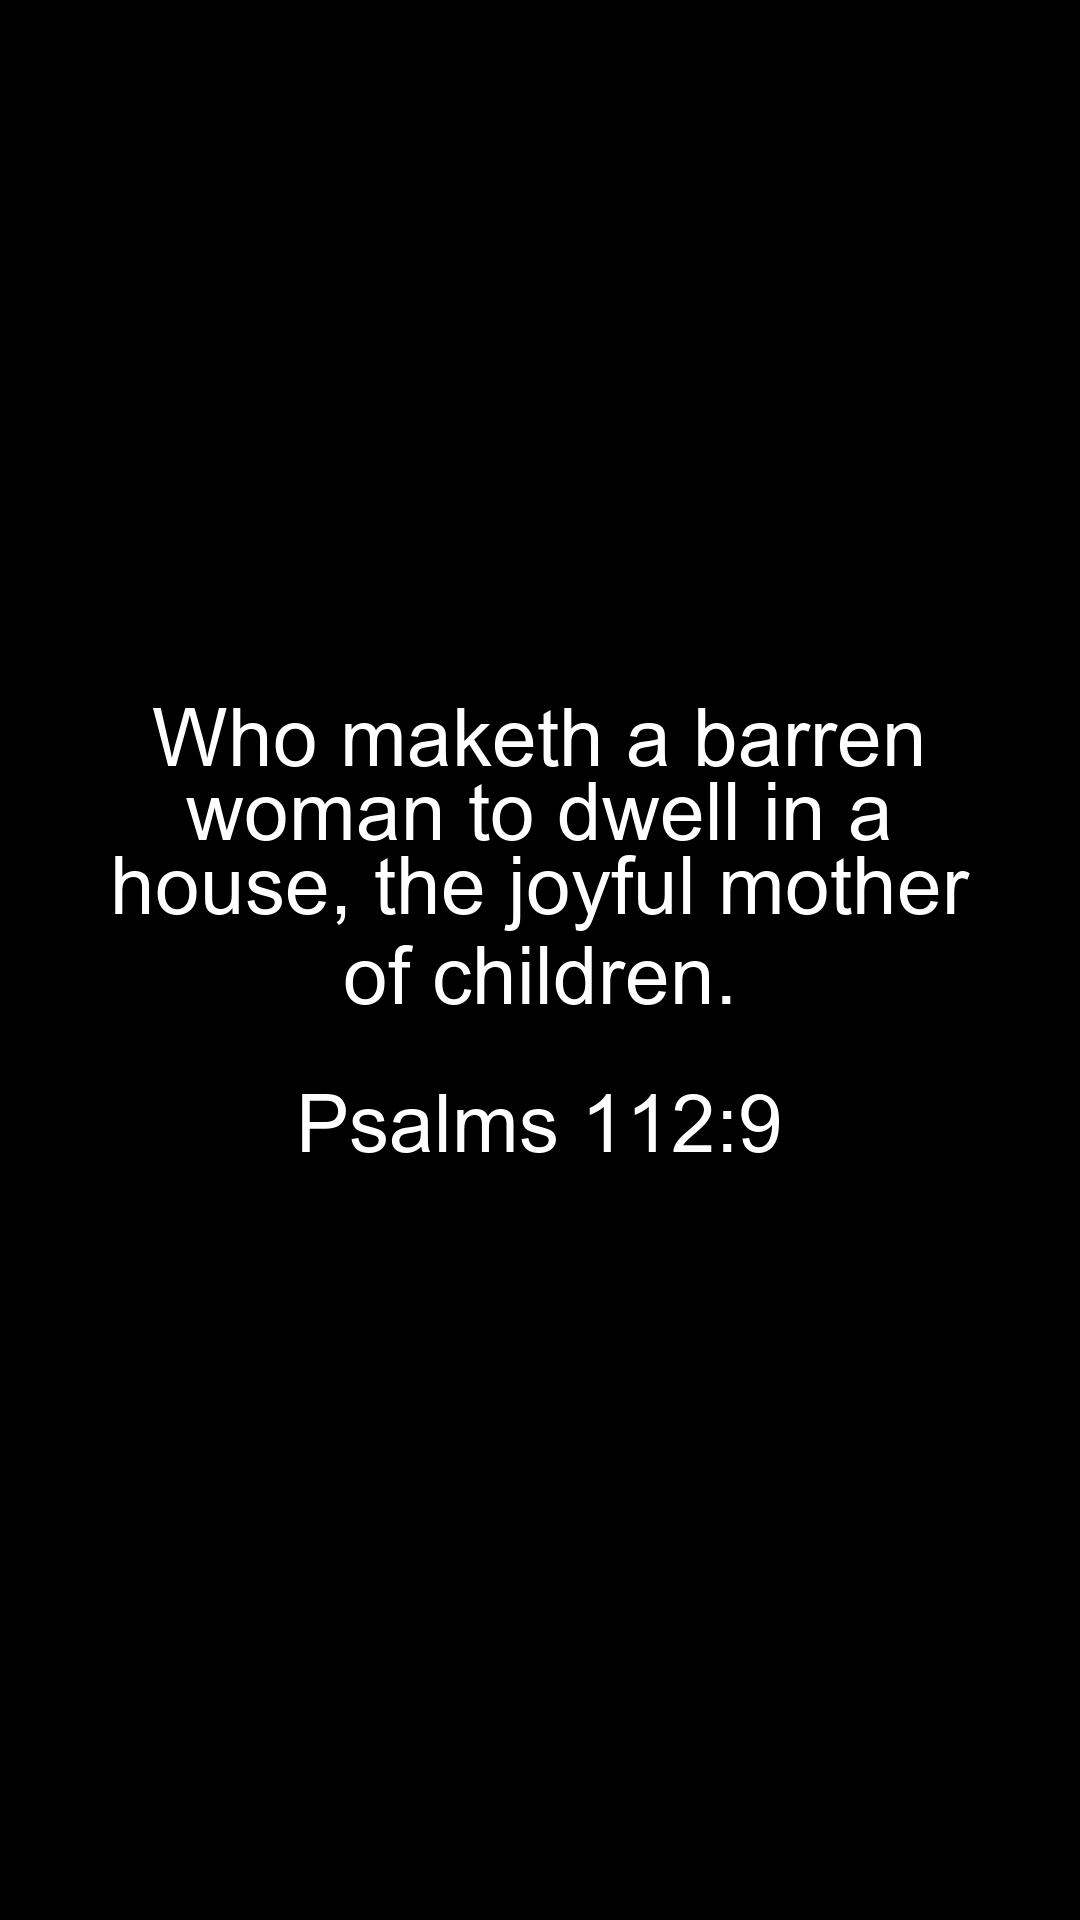 Who maketh a barren
woman to dwell in a
house, the joyful mother
of children.
Psalms 112:9